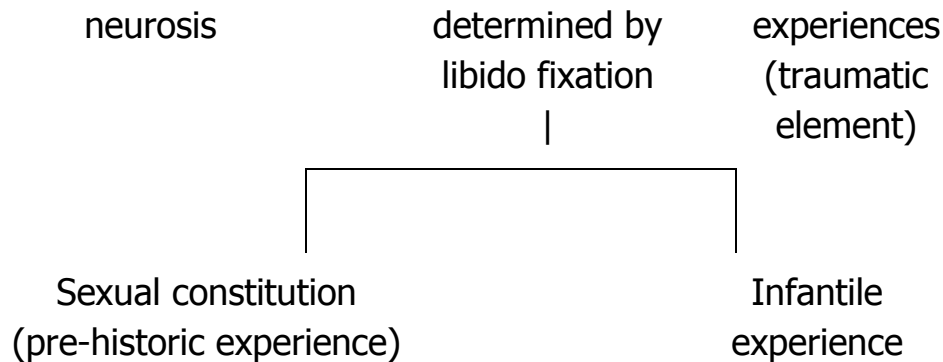 neurosis determined by experiences
libido fixation (traumatic
| element)
Sexual constitution Infantile
(pre-historic experience) experience